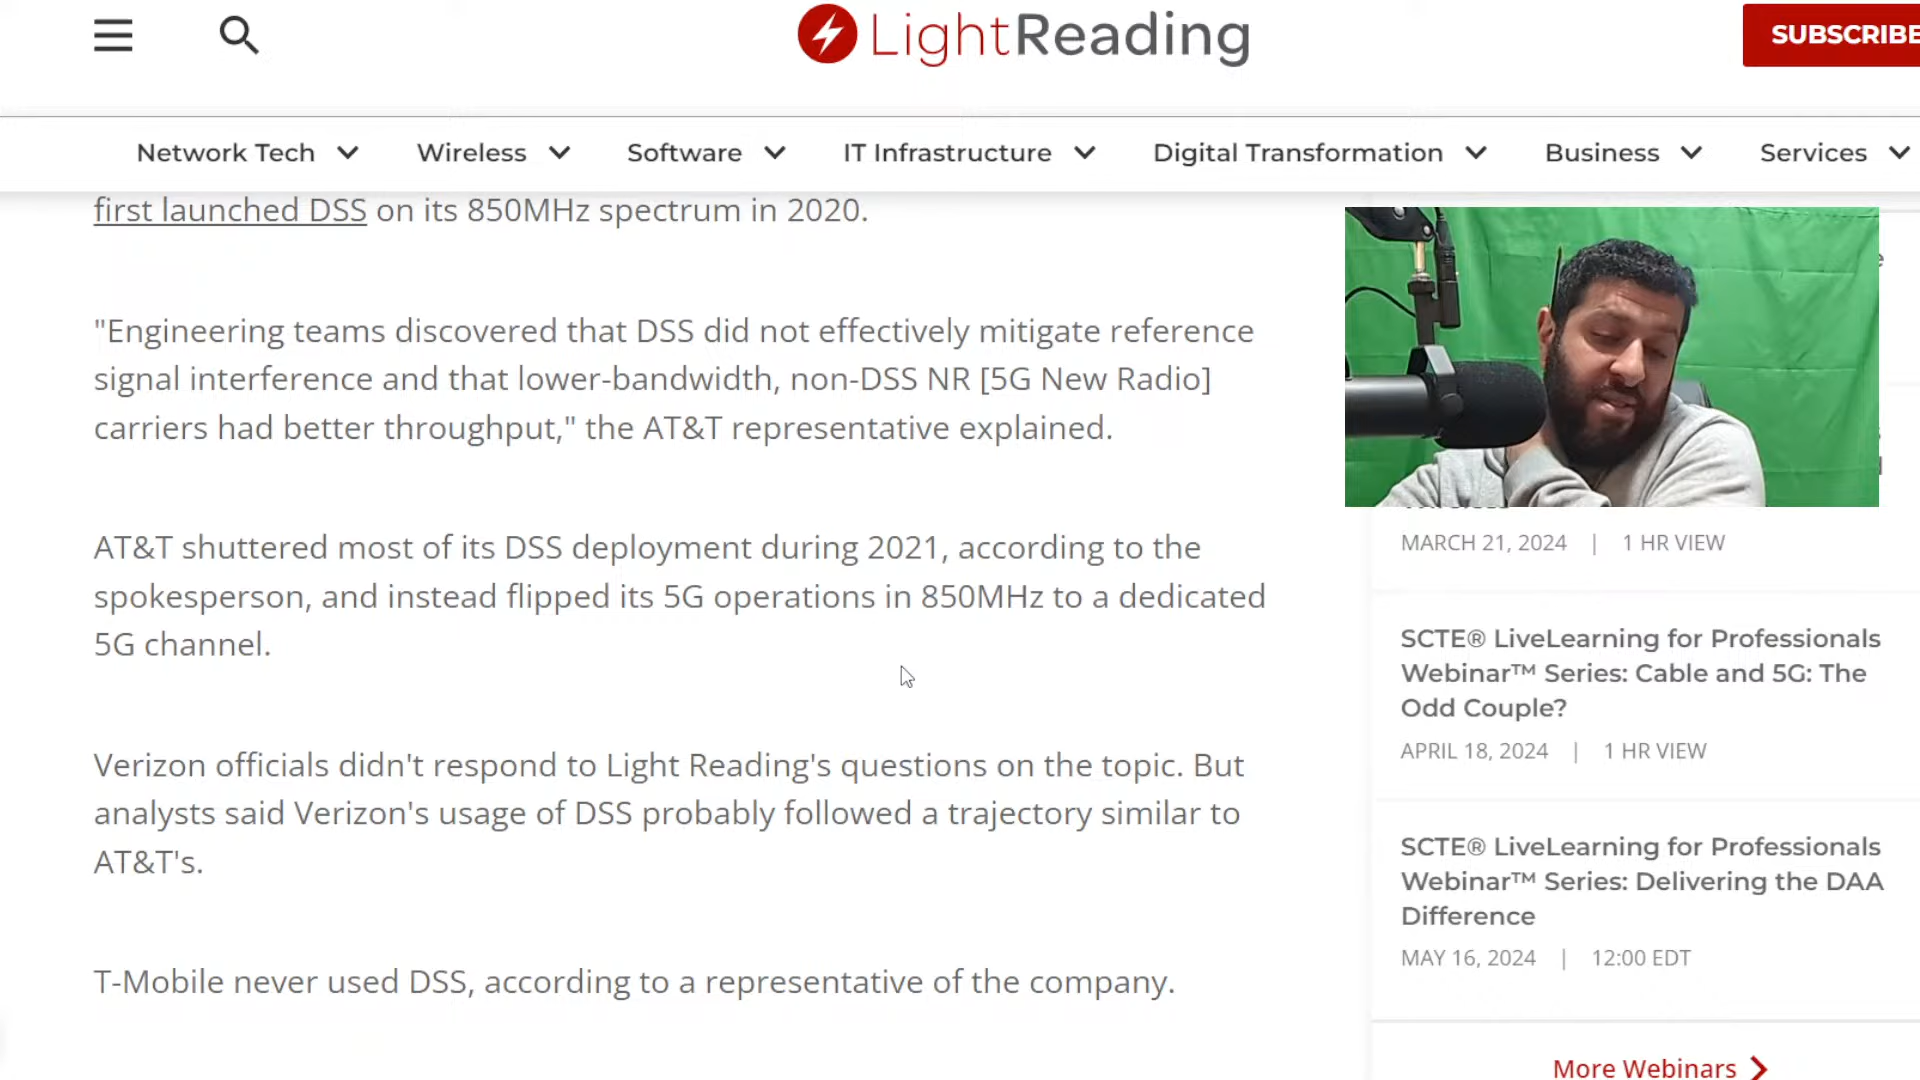 LightReading
SUBSCRIBE
Network Tech
Wireless
Software
IT Infrastructure
Digital Transformation
Business
Services
first launched DSS on its 850MHz spectrum in 2020.
"Engineering teams discovered that DSS did not effectively mitigate reference
signal interference and that lower-bandwidth, non-DSS NR [5G New Radio]
carriers had better throughput," the AT&T representative explained.
AT&T shuttered most of its DSS deployment during 2021, according to the
spokesperson, and instead flipped its 5G operations in 850MHz to a dedicated
5G channel.
Verizon officials didn't respond to Light Reading's questions on the topic. But
analysts said Verizon's usage of DSS probably followed a trajectory similar to
AT&T's.
T-Mobile never used DSS, according to a representative of the company.
MARCH 21, 2024 | 1 HR VIEW
SCTE® LiveLearning for Professionals
Webinar™ Series: Cable and 5G: The
Odd Couple?
APRIL 18, 2024 | 1 HR VIEW
SCTE® LiveLearning for Professionals
Webinar™ Series: Delivering the DAA
Difference
MAY 16, 2024 | 12:00 EDT
More Webinars